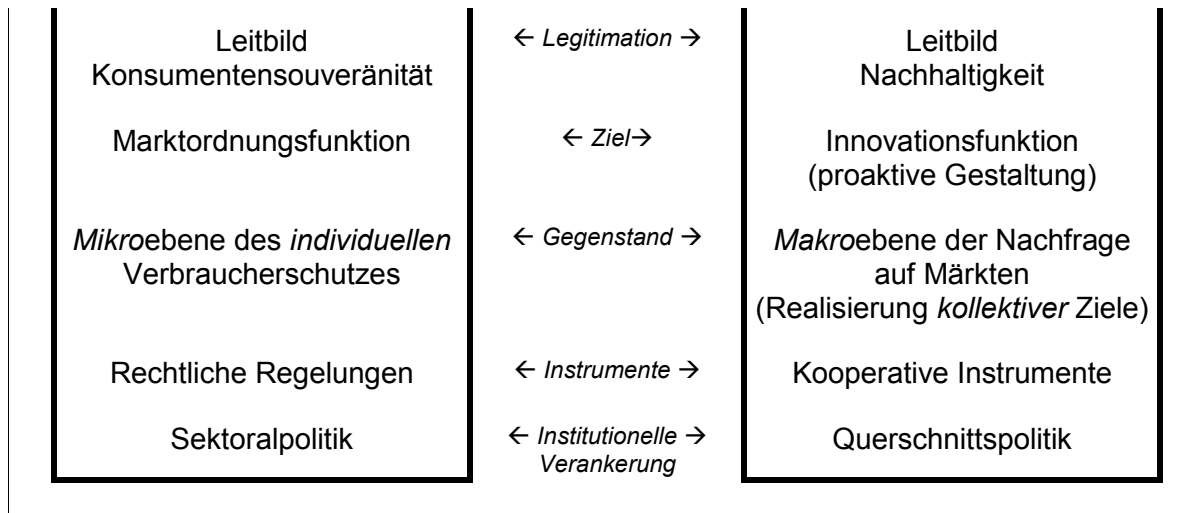 Leitbild ← Legitimation → Leitbild
Konsumentensouveränität Nachhaltigkeit
Marktordnungsfunktion ← Ziel→ Innovationsfunktion
(proaktive Gestaltung)
Mikroebene des individuellen ← Gegenstand → Makroebene der Nachfrage
Verbraucherschutzes auf Märkten
(Realisierung kollektiver Ziele)
Rechtliche Regelungen ← Instrumente → Kooperative Instrumente
Sektoralpolitik ← Institutionelle → Querschnittspolitik
Verankerung